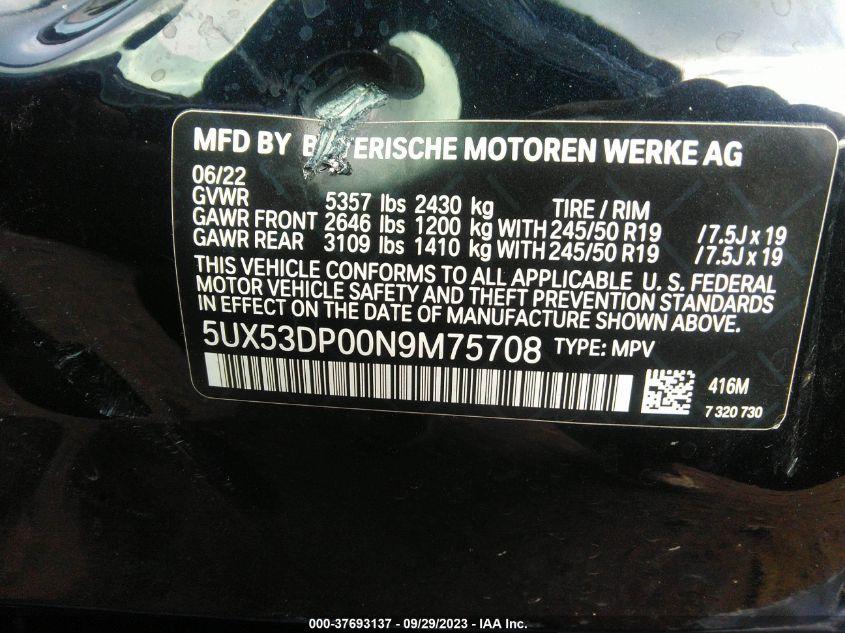 MFD BY ERISCHE MOTOREN WERKE AG
06/22
GVWR 5357 lbs 2430 kg TIRE / RIM
GAWR FRONT 2646 lbs 1200 kg WITH 245/50 R19 / 7.5J x 19
GAWR REAR 3109 lbs 1410 kg WITH 245/50 R19 / 7.5J x 19
THIS VEHICLE CONFORMS TO ALL APPLICABLE U. S. FEDERAL
MOTOR VEHICLE SAFETY AND THEFT PREVENTION STANDARDS
IN EFFECT ON THE DATE OF MANUFACTURE SHOWN ABOVE.
5UX53DP00N9M75708 TYPE: MPV
416M
7 320 730
000-37693137 - 09/29/2023 - IAA Inc.